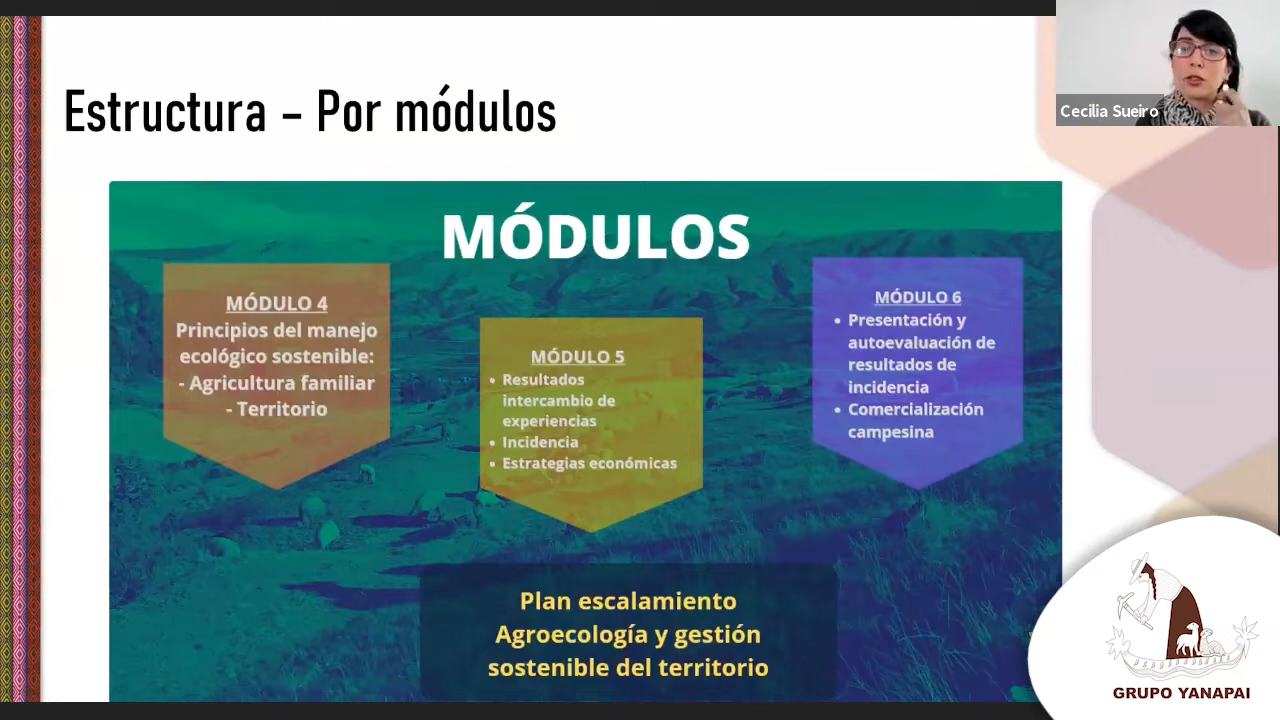 Estructura – Por módulos
Cecilia Sueiro
MÓDULOS
MÓDULO 4
Principios del manejo
ecológico sostenible:
- Agricultura familiar
- Territorio
MÓDULO 5
• Resultados
intercambio de
experiencias
• Incidencia
• Estrategias económicas
MÓDULO 6
• Presentación y
autoevaluación de
resultados de
incidencia
• Comercialización
campesina
Plan escalamiento
Agroecología y gestión
sostenible del territorio
GRUPO YANAPAI